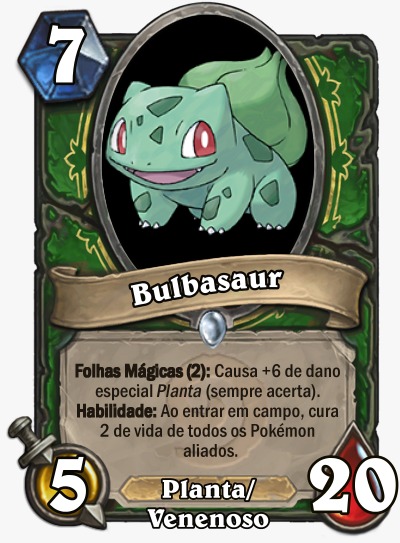 7
Bulbasaur
Folhas Mágicas (2): Causa +6 de dano
especial Planta (sempre acerta).
Habilidade: Ao entrar em campo, cura
2 de vida de todos os Pokémon
aliados.
5
Planta/
Venenoso
20